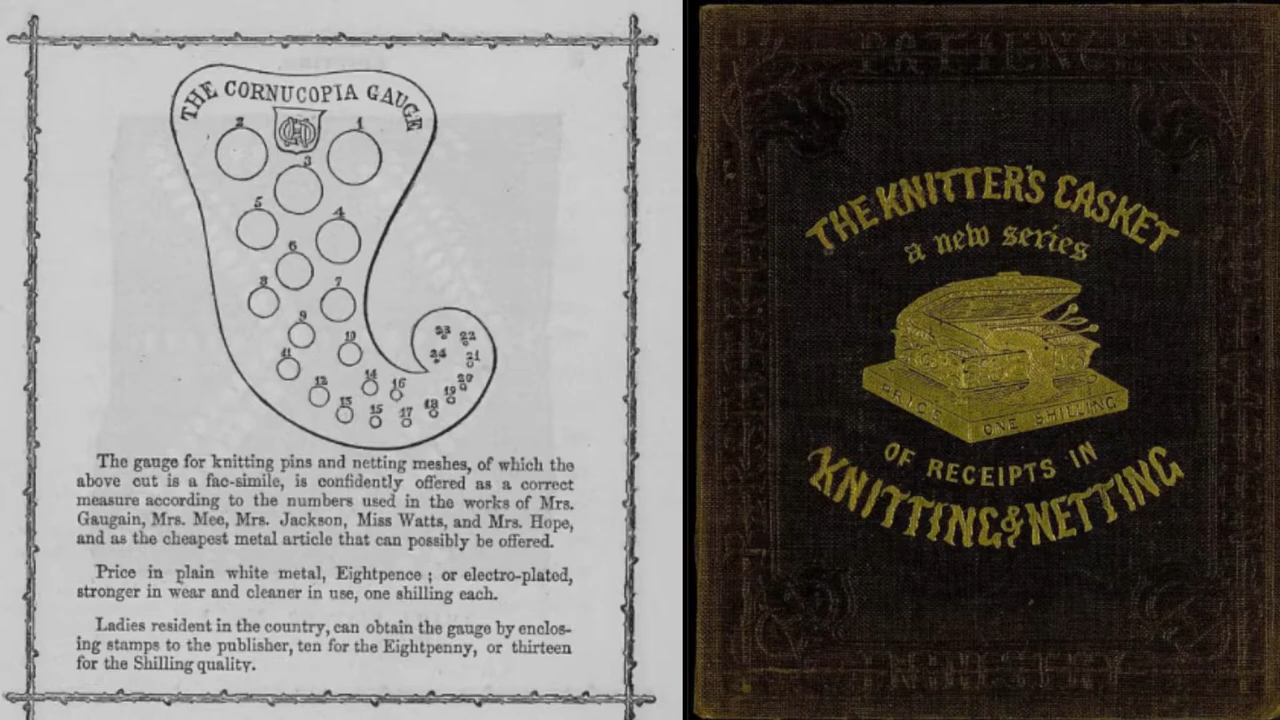 THE CORNUCOPIA GAUGE
2
1
3
5
4
6
8
7
9
10
11
12
14
16
13
15
17
18
19
20
21
22
23
24
The gauge for knitting pins and netting meshes, of which the
above cut is a fac-simile, is confidently offered as a correct
measure according to the numbers used in the works of Mrs.
Gaugain, Mrs. Mee, Mrs. Jackson, Miss Watts, and Mrs. Hope,
and as the cheapest metal article that can possibly be offered.
Price in plain white metal, Eightpence ; or electro-plated,
stronger in wear and cleaner in use, one shilling each.
Ladies resident in the country, can obtain the gauge by enclos-
ing stamps to the publisher, ten for the Eightpenny, or thirteen
for the Shilling quality.
PATIENCE
THE KNITTER'S CASKET
a new series
PRICE ONE SHILLING
OF RECEIPTS IN
KNITTING & NETTING
INDUSTRY